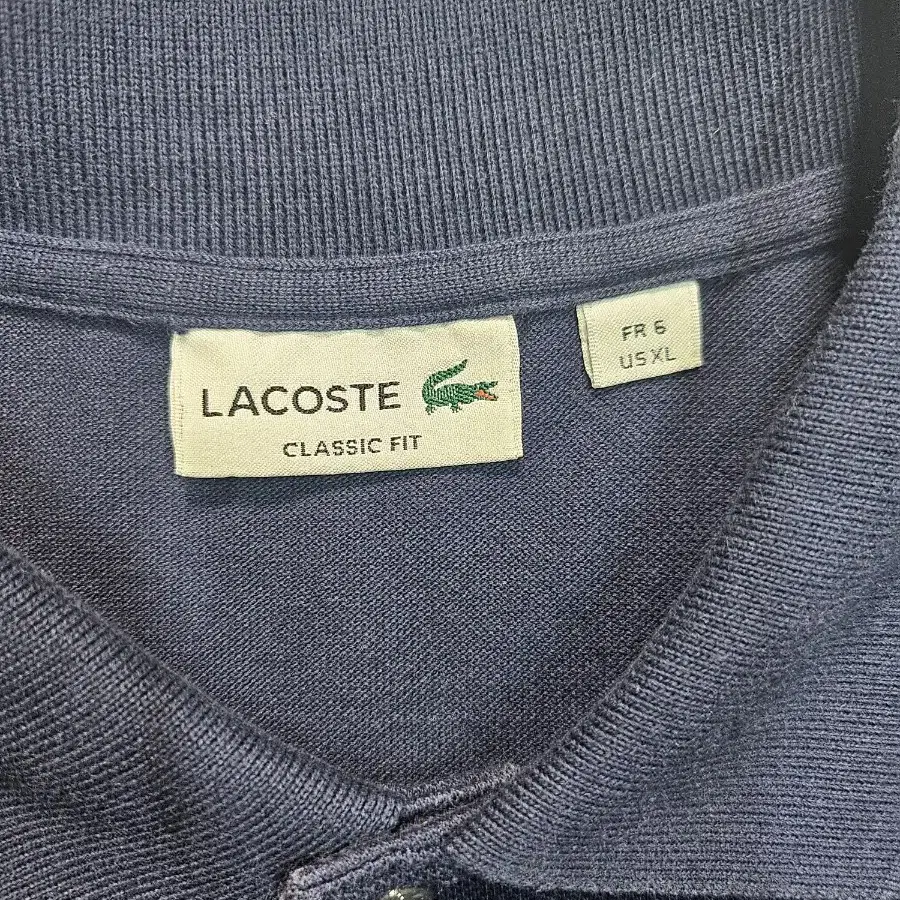 LACOSTE
CLASSIC FIT
FR 6
US XL